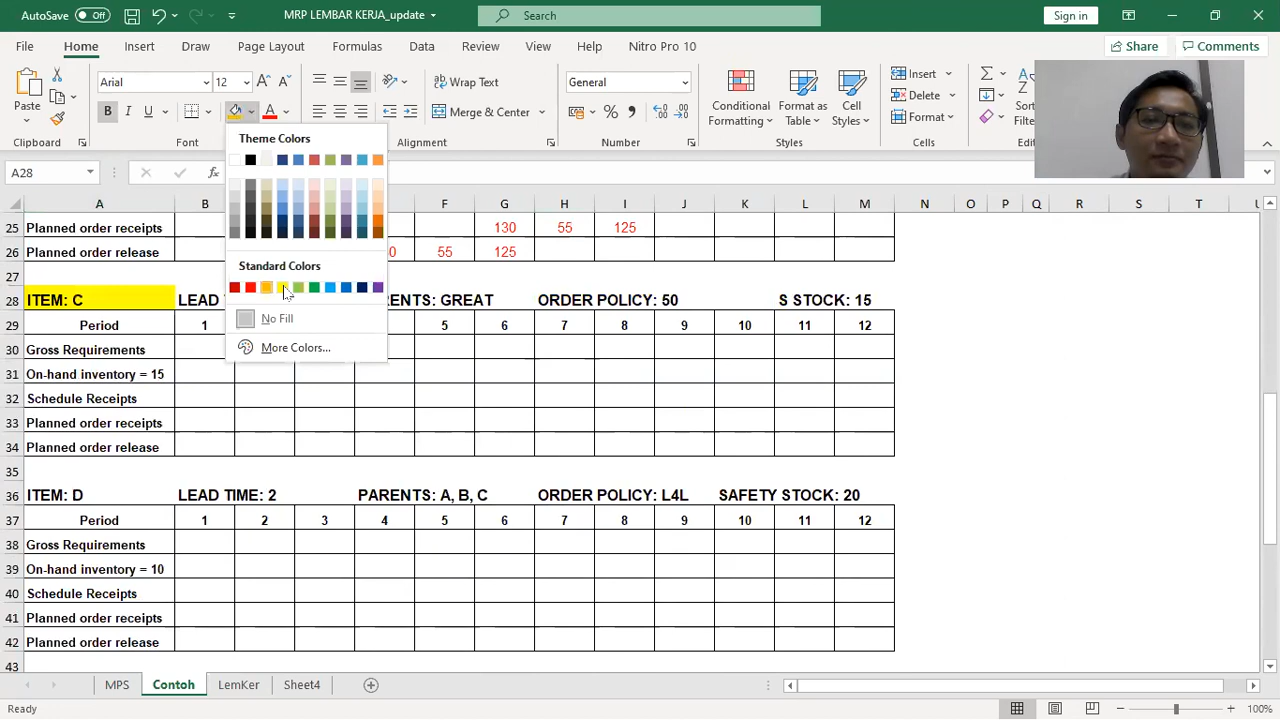 AutoSave Off MRP LEMBAR KERJA_update Search Sign in
File Home Insert Draw Page Layout Formulas Data Review View Help Nitro Pro 10 Share Comments
Paste Arial 12 Wrap Text General Conditional Formatting Format as Table Cell Styles Insert Delete Format
B I U A Merge & Center % ,
Clipboard Font Alignment Number Styles Cells
Theme Colors
Standard Colors
No Fill
More Colors...
A28 fx
A B F G H I J K L M N O P Q R S T
25 Planned order receipts 130 55 125
26 Planned order release 0 55 125
27
28 ITEM: C LEAD T ENTS: GREAT ORDER POLICY: 50 S STOCK: 15
29 Period 1 5 6 7 8 9 10 11 12
30 Gross Requirements
31 On-hand inventory = 15
32 Schedule Receipts
33 Planned order receipts
34 Planned order release
35
36 ITEM: D LEAD TIME: 2 PARENTS: A, B, C ORDER POLICY: L4L SAFETY STOCK: 20
37 Period 1 2 3 4 5 6 7 8 9 10 11 12
38 Gross Requirements
39 On-hand inventory = 10
40 Schedule Receipts
41 Planned order receipts
42 Planned order release
43
MPS Contoh LemKer Sheet4
Ready 100%